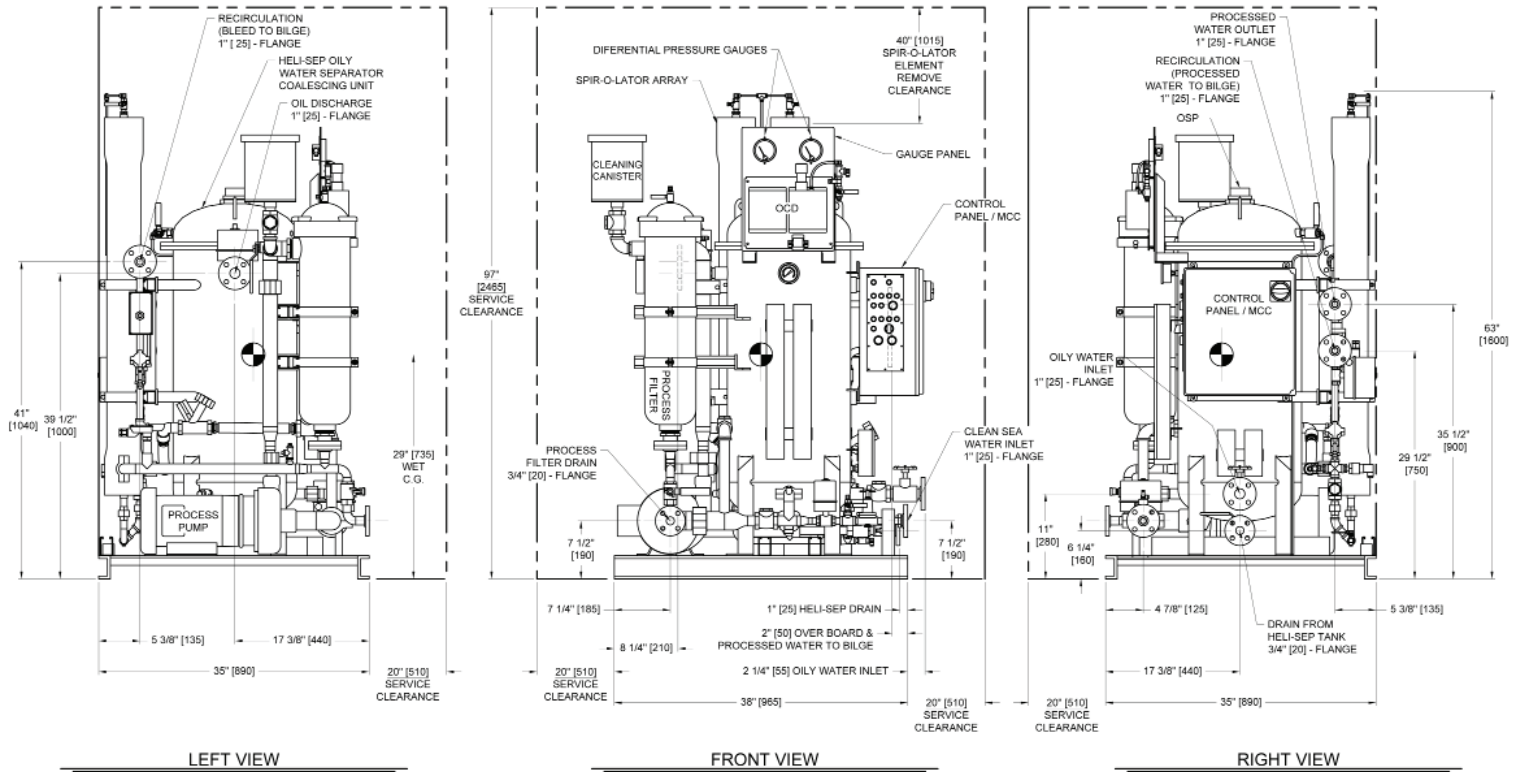 RECIRCULATION
(BLEED TO BILGE)
1" [ 25] - FLANGE
HELI-SEP OILY
WATER SEPARATOR
COALESCING UNIT
OIL DISCHARGE
1" [25] - FLANGE
41"
[1040]
39 1/2"
[1000]
29" [735]
WET
C.G.
PROCESS
PUMP
5 3/8" [135]
17 3/8" [440]
35" [890]
20" [510]
SERVICE
CLEARANCE
LEFT VIEW
97"
[2465]
SERVICE
CLEARANCE
DIFERENTIAL PRESSURE GAUGES
SPIR-O-LATOR ARRAY
40" [1015]
SPIR-O-LATOR
ELEMENT
REMOVE
CLEARANCE
GAUGE PANEL
CLEANING
CANISTER
OCD
CONTROL
PANEL / MCC
PROCESS
FILTER
PROCESS
FILTER DRAIN
3/4" [20] - FLANGE
CLEAN SEA
WATER INLET
1" [25] - FLANGE
7 1/2"
[190]
7 1/2"
[190]
7 1/4" [185]
1" [25] HELI-SEP DRAIN
8 1/4" [210]
2" [50] OVER BOARD &
PROCESSED WATER TO BILGE
2 1/4" [55] OILY WATER INLET
20" [510]
SERVICE
CLEARANCE
38" [965]
20" [510]
SERVICE
CLEARANCE
FRONT VIEW
PROCESSED
WATER OUTLET
1" [25] - FLANGE
RECIRCULATION
(PROCESSED
WATER TO BILGE)
1" [25] - FLANGE
OSP
CONTROL
PANEL / MCC
OILY WATER
INLET
1" [25] - FLANGE
63"
[1600]
35 1/2"
[900]
29 1/2"
[750]
11"
[280]
6 1/4"
[160]
4 7/8" [125]
5 3/8" [135]
DRAIN FROM
HELI-SEP TANK
3/4" [20] - FLANGE
17 3/8" [440]
20" [510]
SERVICE
CLEARANCE
35" [890]
RIGHT VIEW